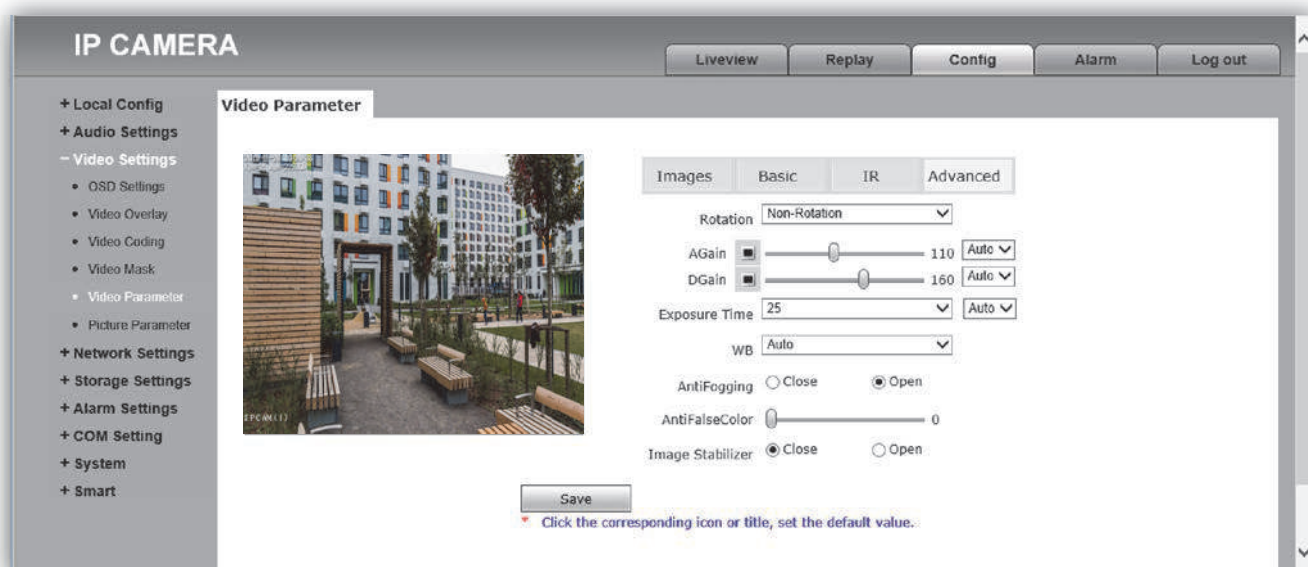 IP CAMERA
Liveview Replay Config Alarm Log out
+ Local Config
+ Audio Settings
− Video Settings
• OSD Settings
• Video Overlay
• Video Coding
• Video Mask
• Video Parameter
• Picture Parameter
+ Network Settings
+ Storage Settings
+ Alarm Settings
+ COM Setting
+ System
+ Smart
Video Parameter
IPCAM(1)
Images Basic IR Advanced
Rotation Non-Rotation
AGain 110 Auto
DGain 160 Auto
Exposure Time 25 Auto
WB Auto
AntiFogging Close Open
AntiFalseColor 0
Image Stabilizer Close Open
Save
* Click the corresponding icon or title, set the default value.